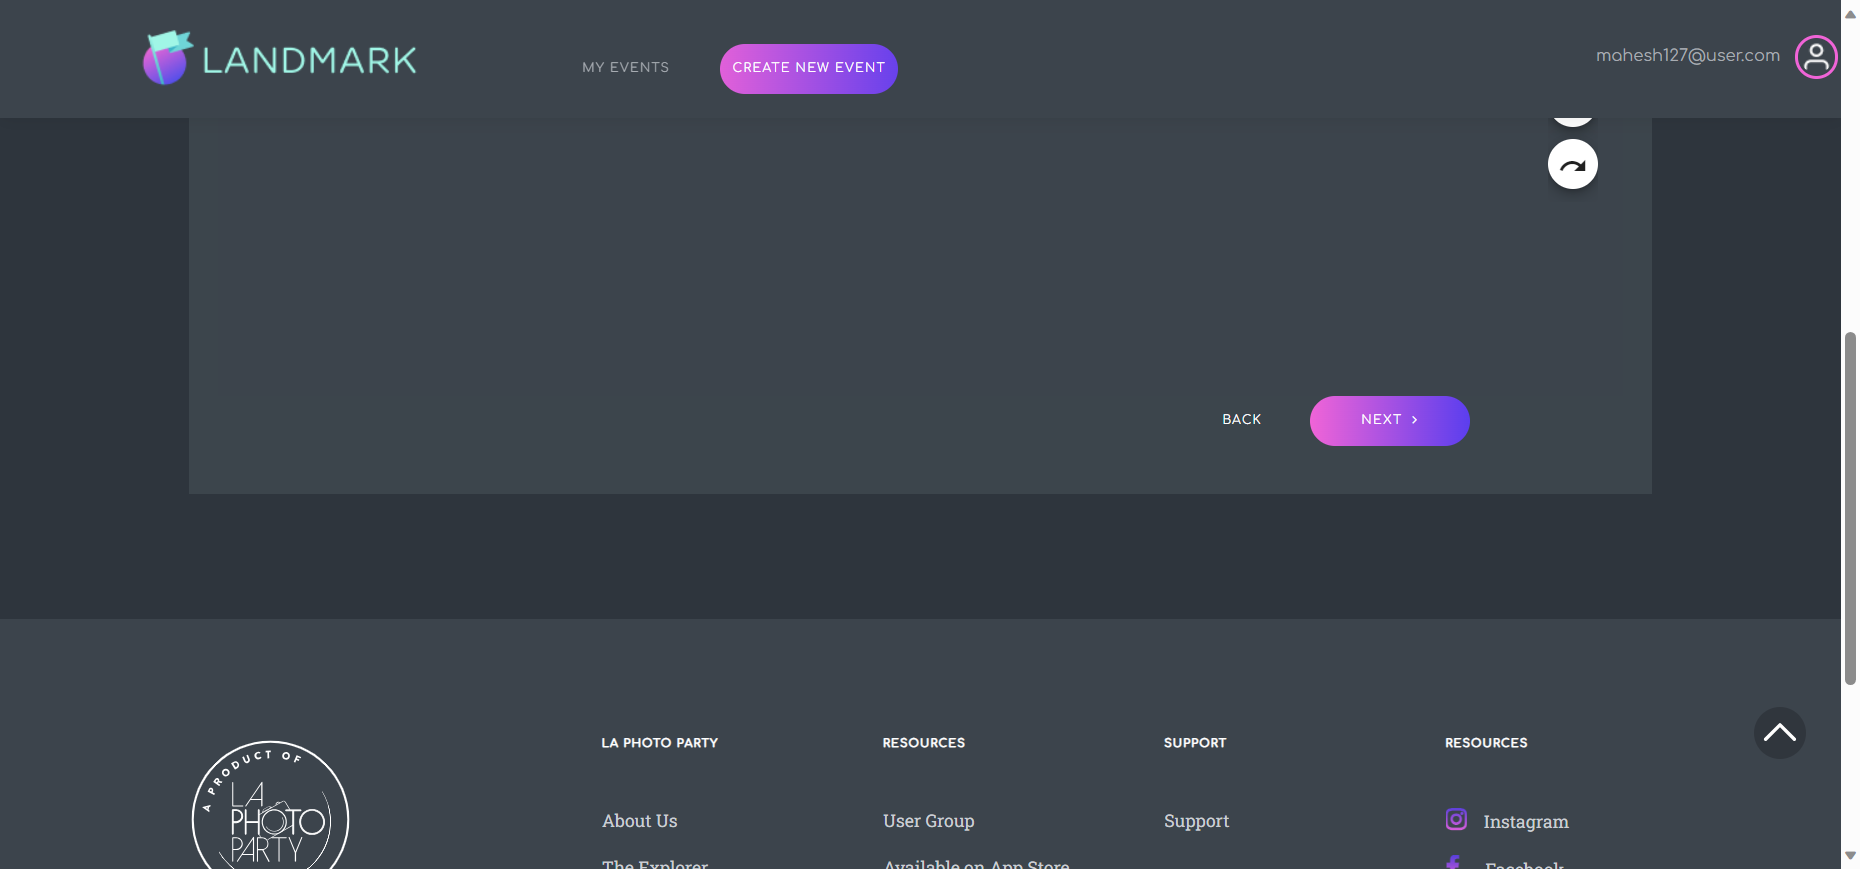 LANDMARK
MY EVENTS
CREATE NEW EVENT
mahesh127@user.com
BACK
NEXT
A PRODUCT OF
LA
PHOTO
PARTY
LA PHOTO PARTY
RESOURCES
SUPPORT
RESOURCES
About Us
User Group
Support
Instagram
The Explorer
Available on App Store
Facebook